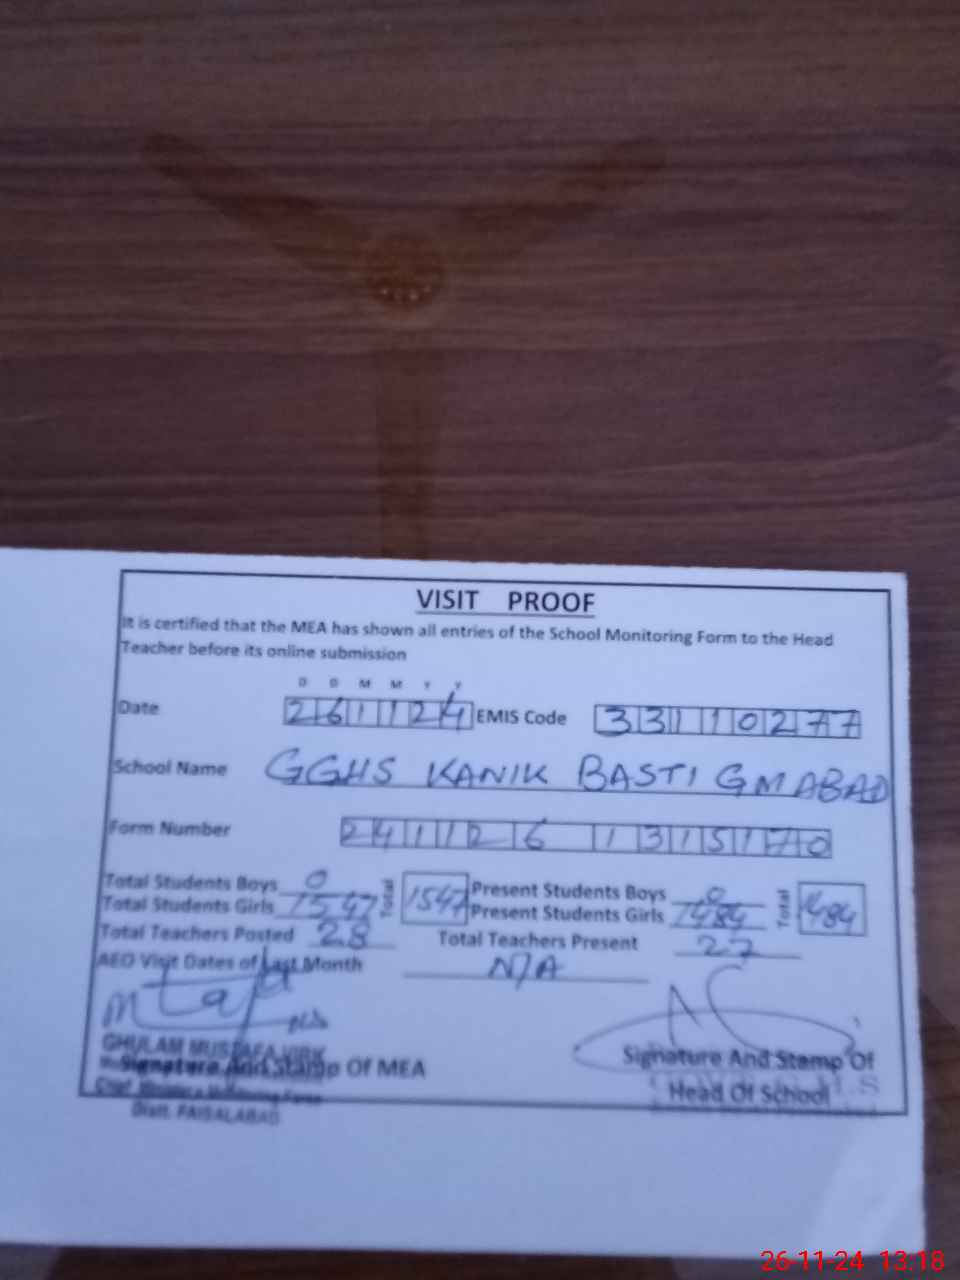 VISIT PROOF
It is certified that the MEA has shown all entries of the School Monitoring Form to the Head
Teacher before its online submission
D D M M Y Y
Date 261124 EMIS Code 33110277
School Name GGHS KANIK BASTI GMABAD
Form Number 241126 1315170
Total Students Boys 0 Total 1547 Present Students Boys 0 Total 1484
Total Students Girls 1547 Present Students Girls 1484
Total Teachers Posted 28 Total Teachers Present 27
AEO Visit Dates of Last Month N/A
GHULAM MUSTAFA VIRK
Signature And Stamp Of MEA Signature And Stamp Of
Head Of School
Distt. FAISALABAD
26-11-24 13:18